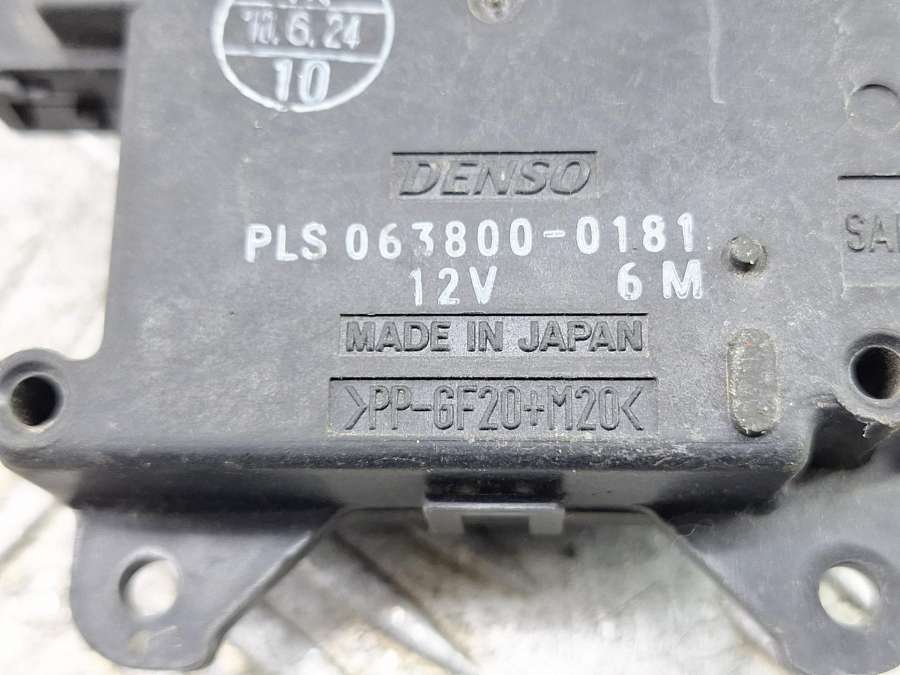 10.6.24
10
DENSO
PLS 063800-0181
12V 6M
MADE IN JAPAN
>PP-GF20+M20<